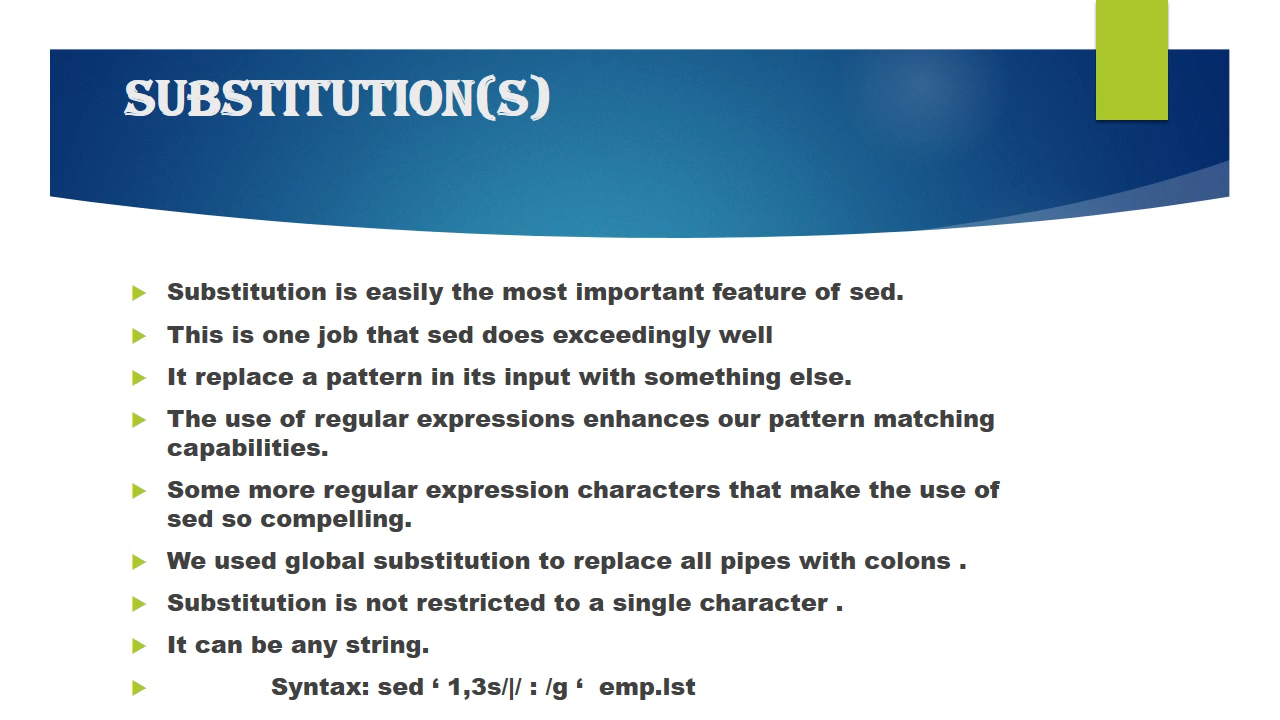 SUBSTITUTION(S)
Substitution is easily the most important feature of sed.
This is one job that sed does exceedingly well
It replace a pattern in its input with something else.
The use of regular expressions enhances our pattern matching
capabilities.
Some more regular expression characters that make the use of
sed so compelling.
We used global substitution to replace all pipes with colons .
Substitution is not restricted to a single character .
It can be any string.
Syntax: sed ‘ 1,3s/|/ : /g ‘ emp.lst